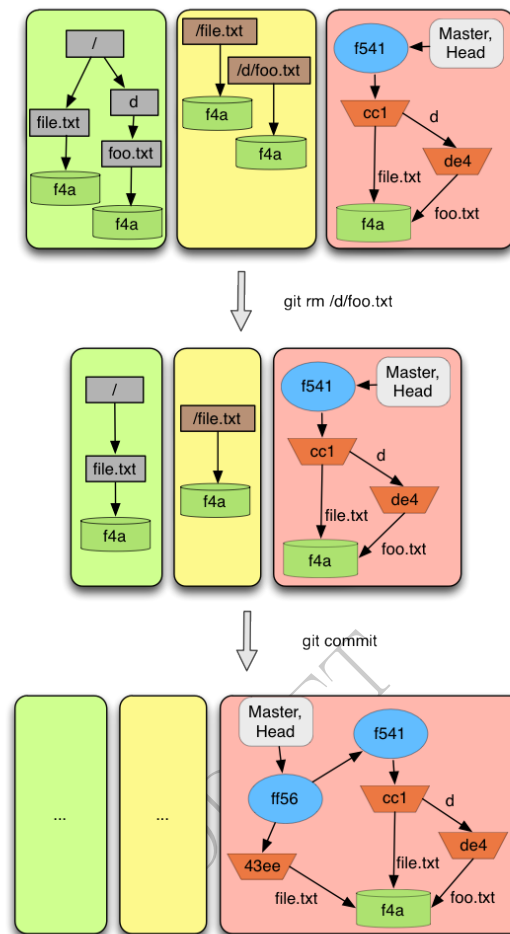 /
file.txt
d
foo.txt
f4a
f4a
/file.txt
/d/foo.txt
f4a
f4a
f541
Master,
Head
cc1
d
de4
file.txt
foo.txt
f4a
git rm /d/foo.txt
/
file.txt
f4a
/file.txt
f4a
f541
Master,
Head
cc1
d
de4
file.txt
foo.txt
f4a
git commit
...
...
Master,
Head
f541
ff56
cc1
d
43ee
de4
file.txt
file.txt
foo.txt
f4a